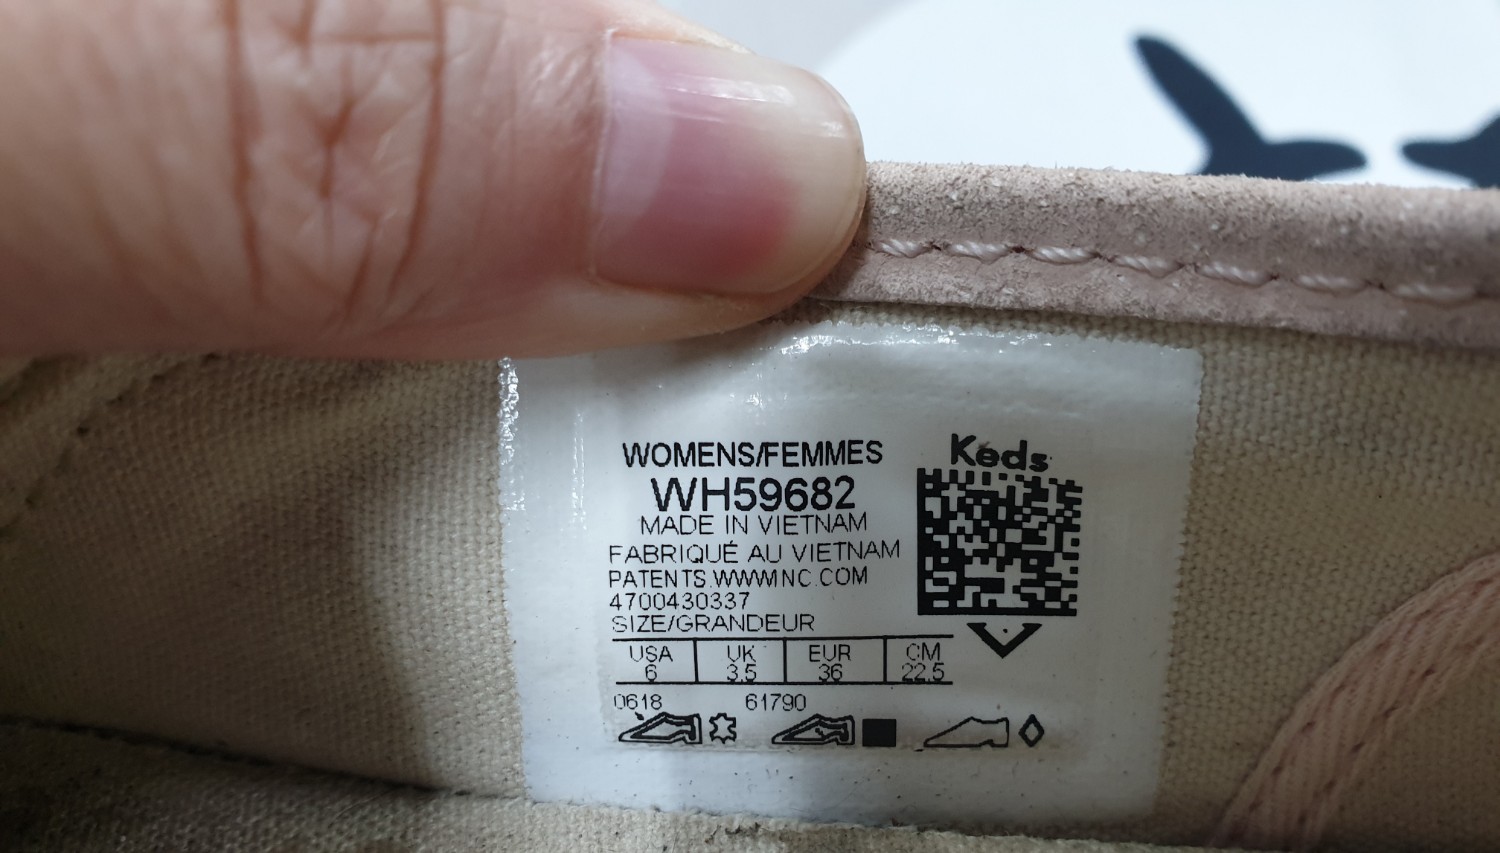 WOMENS/FEMMES
WH59682
MADE IN VIETNAM
FABRIQUÉ AU VIETNAM
PATENTS.WWWINC.COM
4700430337
SIZE/GRANDEUR
USA UK EUR CM
6 3.5 36 22.5
0618 61790
Keds